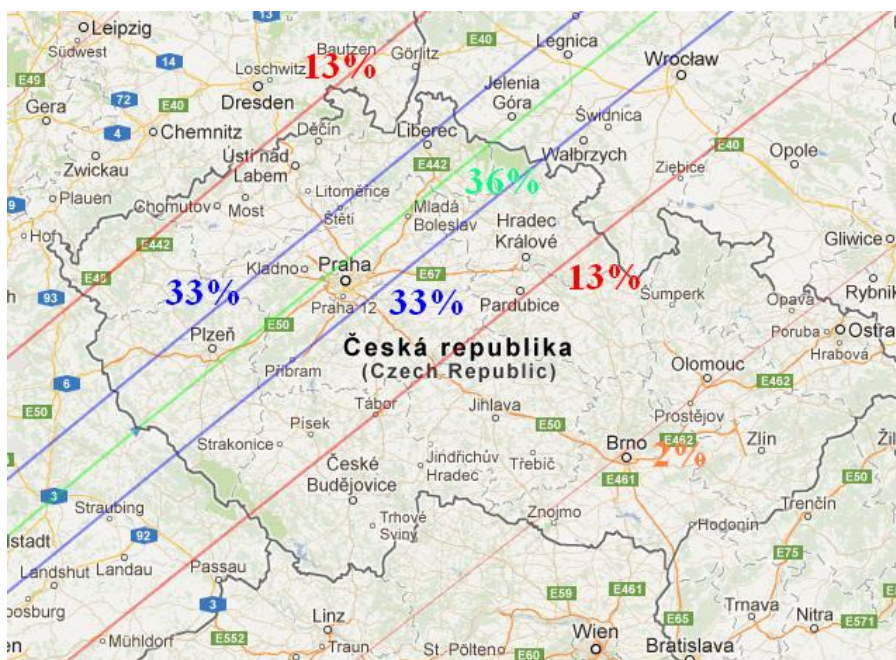 Leipzig
13
Bautzen
E40
Legnica
Südwest
38
Görlitz
Wrocław
14
Loschwitz
13%
E49
72
Dresden
Jelenia
Góra
Gera
E40
Świdnica
Chemnitz
Děčín
Liberec
4
Wałbrzych
E40
Zwickau
Ústí nad
Labem
E442
Opole
Ziębice
36%
Plauen
Chomutov
Litoměřice
Most
Štětí
Mladá
Boleslav
Hradec
Králové
9
Hof
E442
Gliwice
E48
Kladno
Praha
E67
93
33%
Praha 12
33%
Pardubice
13%
Šumperk
Rybnik
Opava
E50
Poruba
Ostra
Plzeň
Hrabová
Česká republika
(Czech Republic)
Příbram
Olomouc
E462
6
E50
Tábor
Jihlava
Prostějov
Písek
E50
Strakonice
Brno
E462
Zlín
2%
Jindřichův
Hradec
Třebíč
E461
České
Budějovice
3
Straubing
Trenčín
Znojmo
Hodonín
Trhové
Sviny
92
lstadt
E75
Landshut
Landau
Passau
E59
E461
oosburg
3
Linz
E65
Trnava
Nitra
E571
Mühldorf
E552
Traun
St. Pölten
Wien
E60
Bratislava